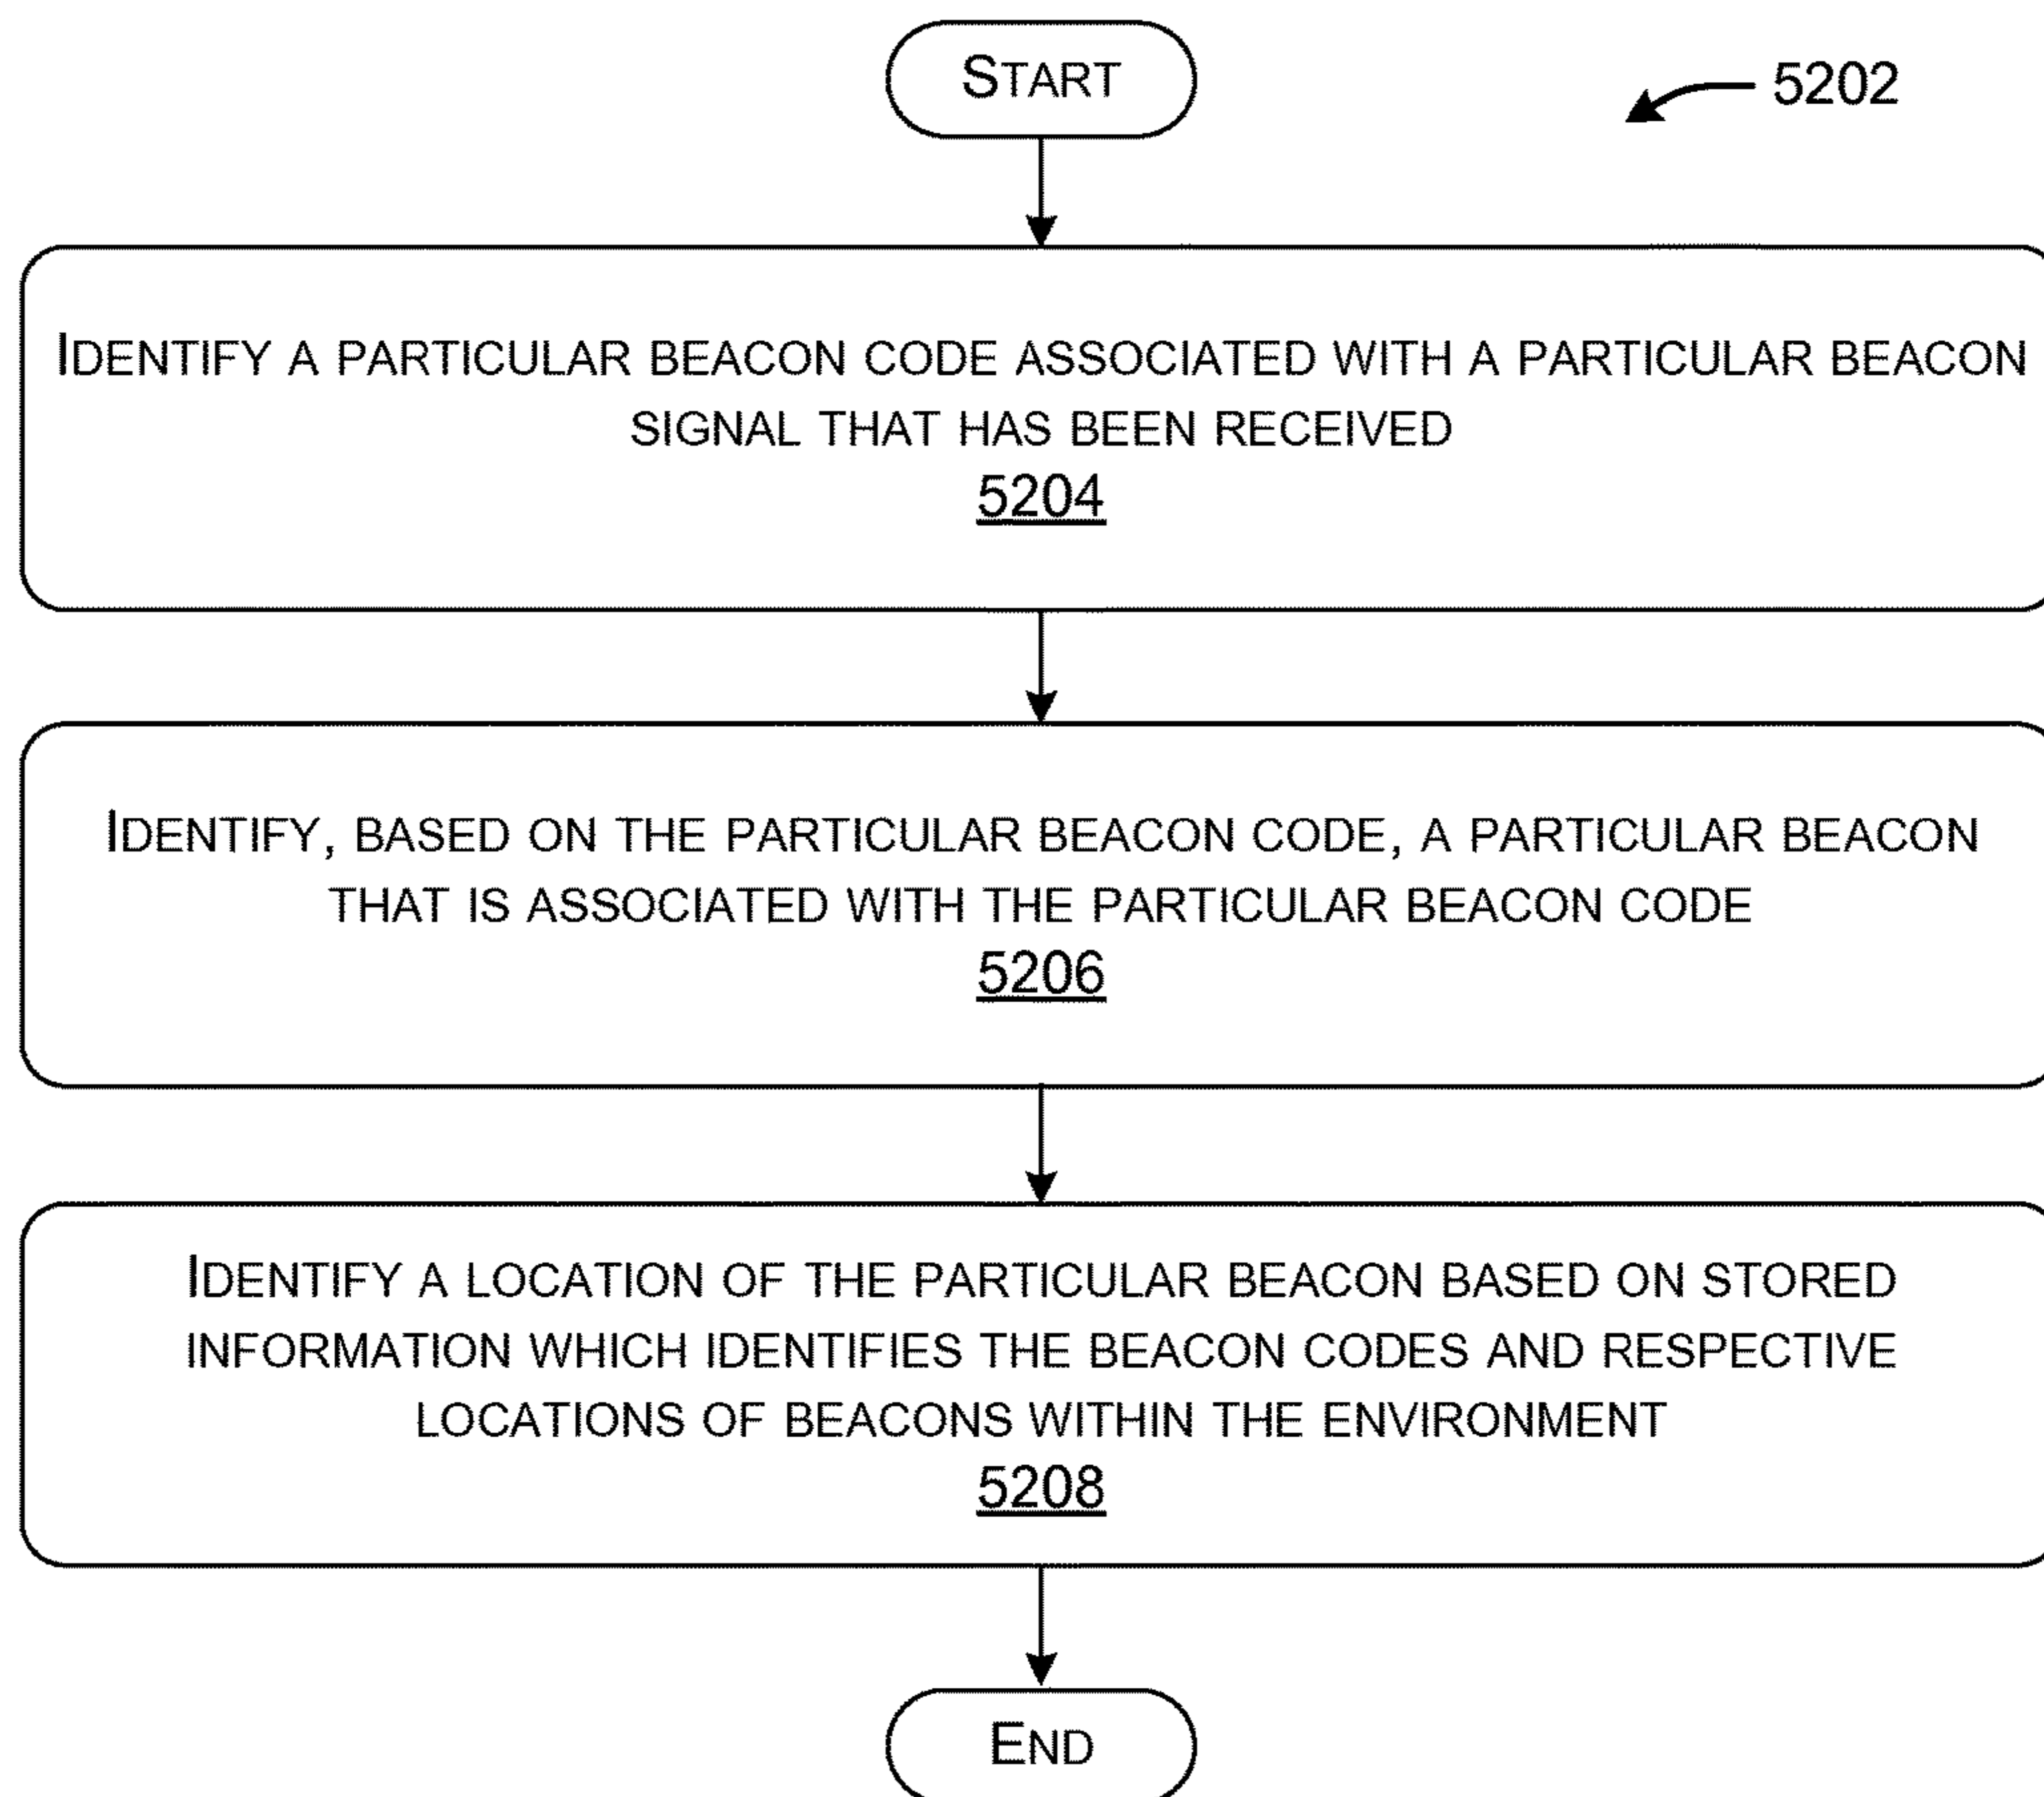 START
5202
IDENTIFY A PARTICULAR BEACON CODE ASSOCIATED WITH A PARTICULAR BEACON
SIGNAL THAT HAS BEEN RECEIVED
5204
IDENTIFY, BASED ON THE PARTICULAR BEACON CODE, A PARTICULAR BEACON
THAT IS ASSOCIATED WITH THE PARTICULAR BEACON CODE
5206
IDENTIFY A LOCATION OF THE PARTICULAR BEACON BASED ON STORED
INFORMATION WHICH IDENTIFIES THE BEACON CODES AND RESPECTIVE
LOCATIONS OF BEACONS WITHIN THE ENVIRONMENT
5208
END